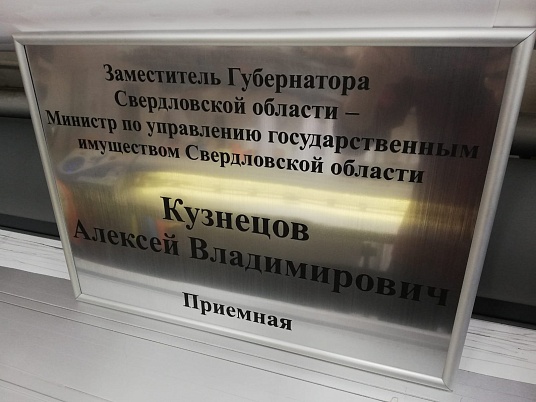 Заместитель Губернатора
Свердловской области –
Министр по управлению государственным
имуществом Свердловской области
Кузнецов
Алексей Владимирович
Приемная